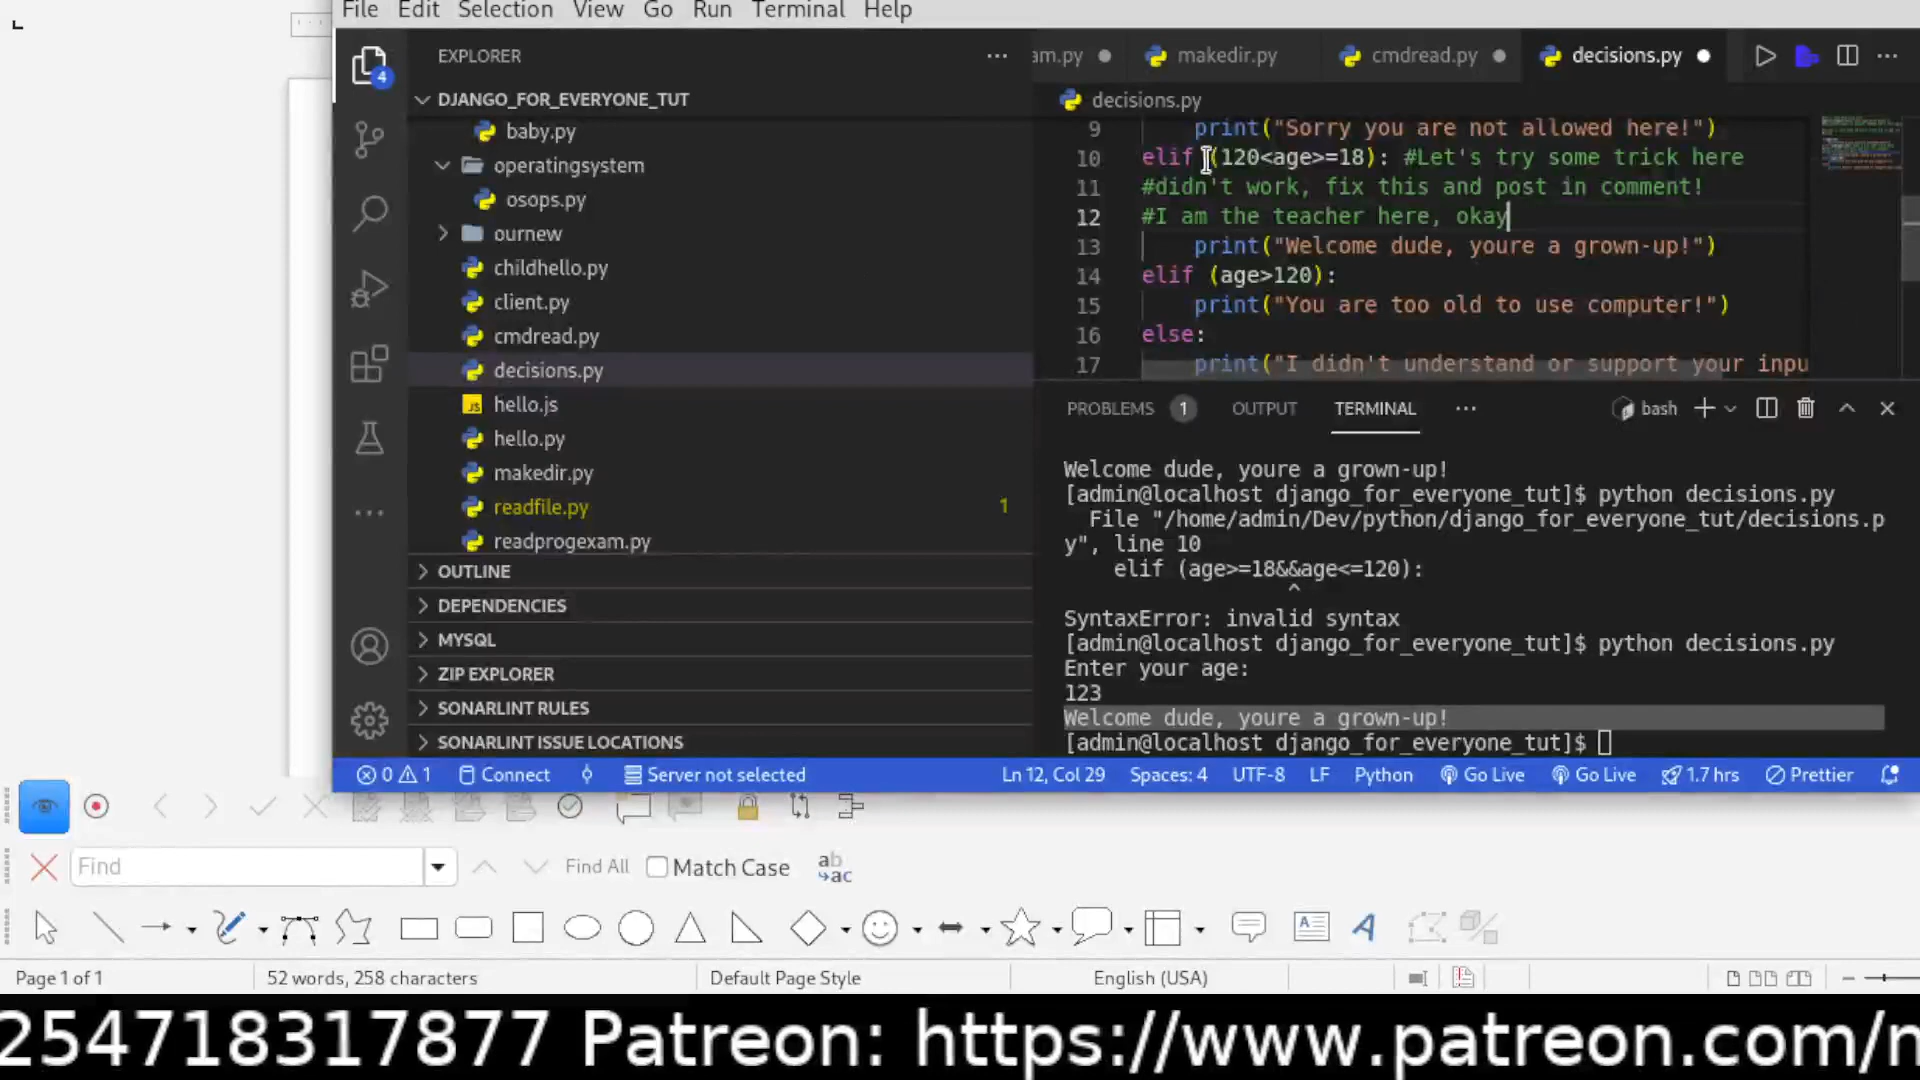 File Edit Selection View Go Run Terminal Help
EXPLORER
DJANGO_FOR_EVERYONE_TUT
baby.py
operatingsystem
osops.py
ournew
childhello.py
client.py
cmdread.py
decisions.py
hello.js
hello.py
makedir.py
readfile.py 1
readprogexam.py
OUTLINE
DEPENDENCIES
MYSQL
ZIP EXPLORER
SONARLINT RULES
SONARLINT ISSUE LOCATIONS
4
am.py makedir.py cmdread.py decisions.py
decisions.py
9 print("Sorry you are not allowed here!")
10 elif (120<age>=18): #Let's try some trick here
11 #didn't work, fix this and post in comment!
12 #I am the teacher here, okay
13 print("Welcome dude, youre a grown-up!")
14 elif (age>120):
15 print("You are too old to use computer!")
16 else:
17 print("I didn't understand or support your inpu
PROBLEMS 1 OUTPUT TERMINAL bash
Welcome dude, youre a grown-up!
[admin@localhost django_for_everyone_tut]$ python decisions.py
File "/home/admin/Dev/python/django_for_everyone_tut/decisions.p
y", line 10
elif (age>=18&&age<=120):
^
SyntaxError: invalid syntax
[admin@localhost django_for_everyone_tut]$ python decisions.py
Enter your age:
123
Welcome dude, youre a grown-up!
[admin@localhost django_for_everyone_tut]$
0 1 Connect Server not selected Ln 12, Col 29 Spaces: 4 UTF-8 LF Python Go Live Go Live 1.7 hrs Prettier
Find Find All Match Case
Page 1 of 1 52 words, 258 characters Default Page Style English (USA)
254718317877 Patreon: https://www.patreon.com/